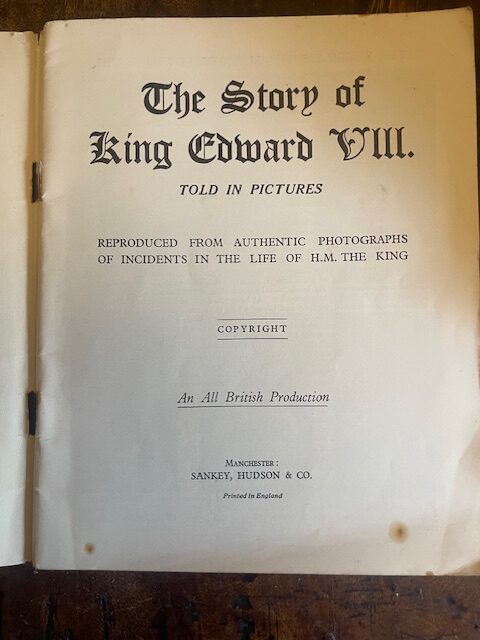 The Story of
King Edward VIII.
TOLD IN PICTURES
REPRODUCED FROM AUTHENTIC PHOTOGRAPHS
OF INCIDENTS IN THE LIFE OF H.M. THE KING
COPYRIGHT
An All British Production
MANCHESTER:
SANKEY, HUDSON & CO.
Printed in England